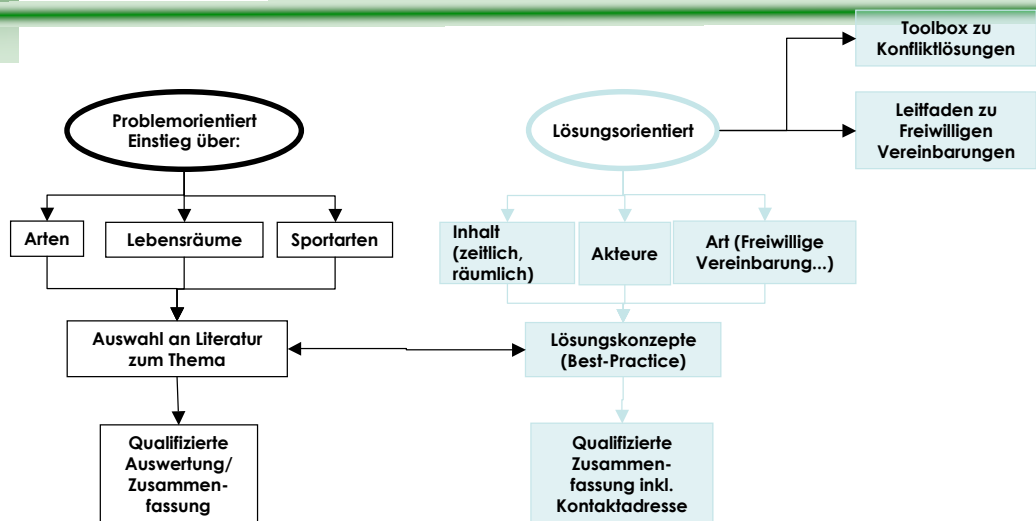 Toolbox zu
Konfliktlösungen
Problemorientiert
Einstieg über:
Lösungsorientiert
Leitfaden zu
Freiwilligen
Vereinbarungen
Arten
Lebensräume
Sportarten
Inhalt
(zeitlich,
räumlich)
Akteure
Art (Freiwillige
Vereinbarung...)
Auswahl an Literatur
zum Thema
Lösungskonzepte
(Best-Practice)
Qualifizierte
Auswertung/
Zusammen-
fassung
Qualifizierte
Zusammen-
fassung inkl.
Kontaktadresse